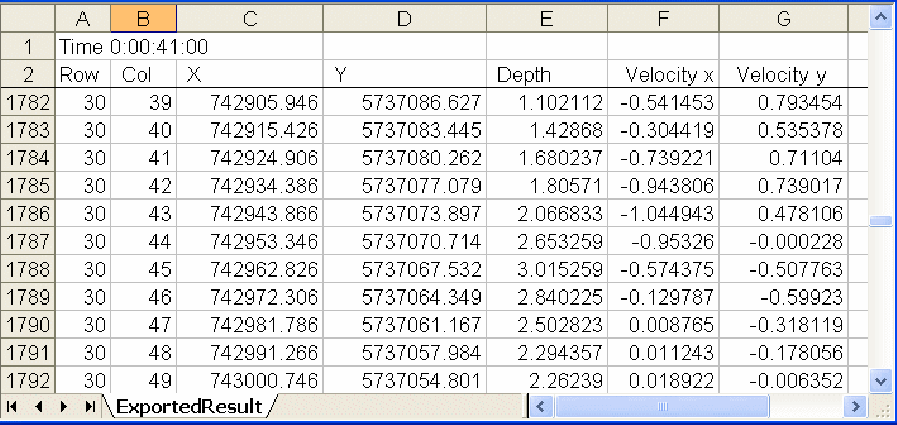 A B C D E F G
1 Time 0:00:41:00
2 Row Col X Y Depth Velocity x Velocity y
1782 30 39 742905.946 5737086.627 1.102112 -0.541453 0.793454
1783 30 40 742915.426 5737083.445 1.42868 -0.304419 0.535378
1784 30 41 742924.906 5737080.262 1.680237 -0.739221 0.71104
1785 30 42 742934.386 5737077.079 1.80571 -0.943806 0.739017
1786 30 43 742943.866 5737073.897 2.066833 -1.044943 0.478106
1787 30 44 742953.346 5737070.714 2.653259 -0.95326 -0.000228
1788 30 45 742962.826 5737067.532 3.015259 -0.574375 -0.507763
1789 30 46 742972.306 5737064.349 2.840225 -0.129787 -0.59923
1790 30 47 742981.786 5737061.167 2.502823 0.008765 -0.318119
1791 30 48 742991.266 5737057.984 2.294357 0.011243 -0.178056
1792 30 49 743000.746 5737054.801 2.26239 0.018922 -0.006352
ExportedResult